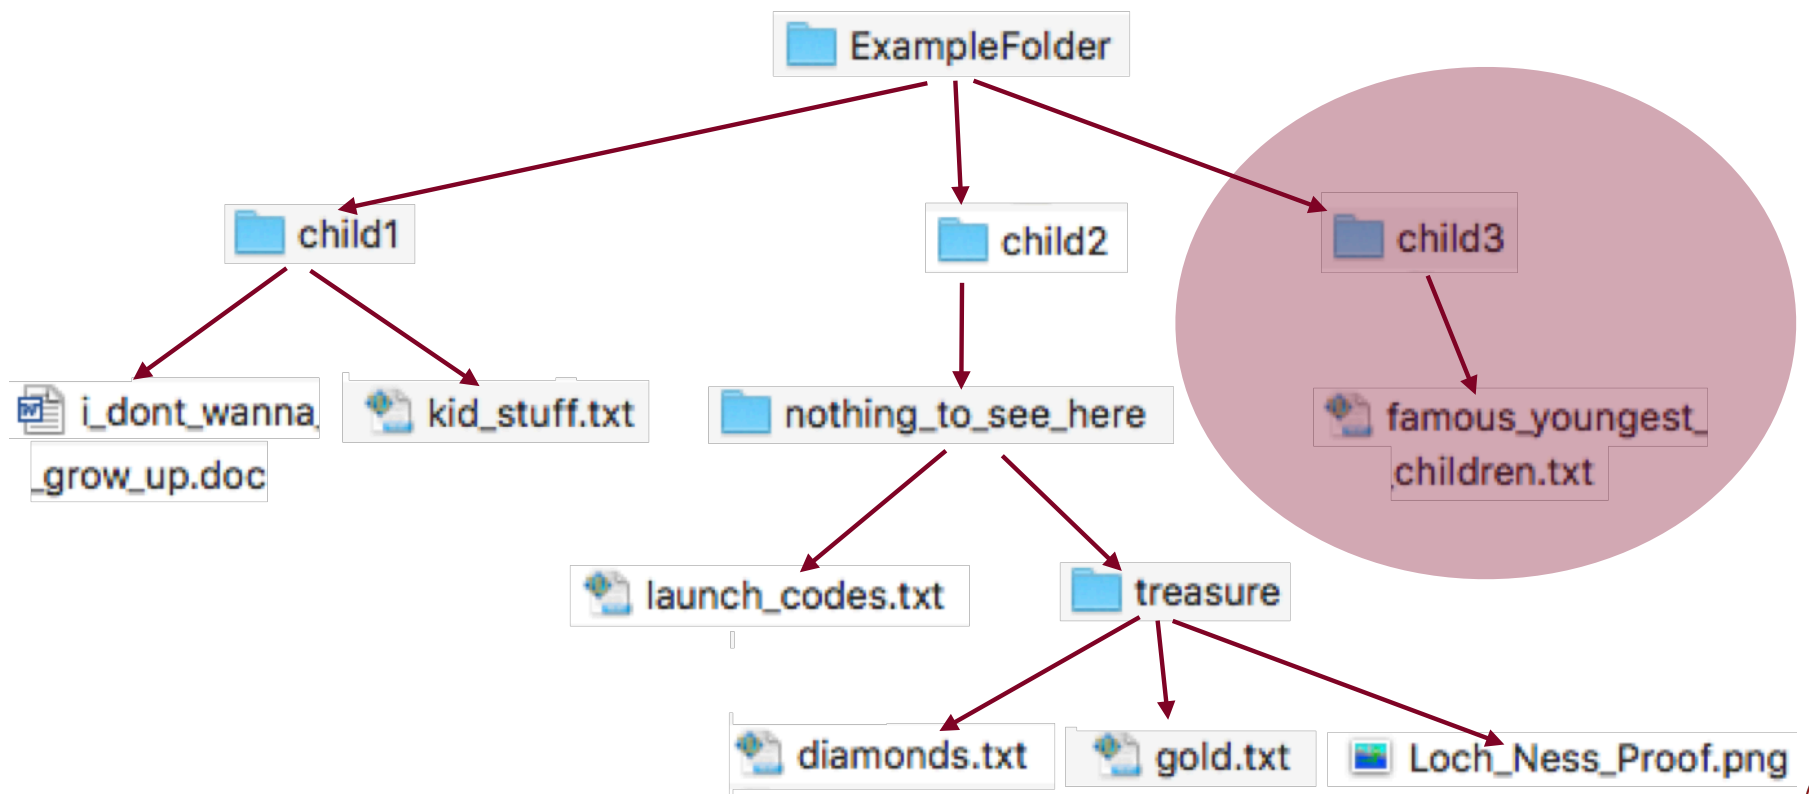 ExampleFolder
child1
child2
child3
i_dont_wanna_
_grow_up.doc
kid_stuff.txt
nothing_to_see_here
famous_youngest_
_children.txt
launch_codes.txt
treasure
diamonds.txt
gold.txt
Loch_Ness_Proof.png